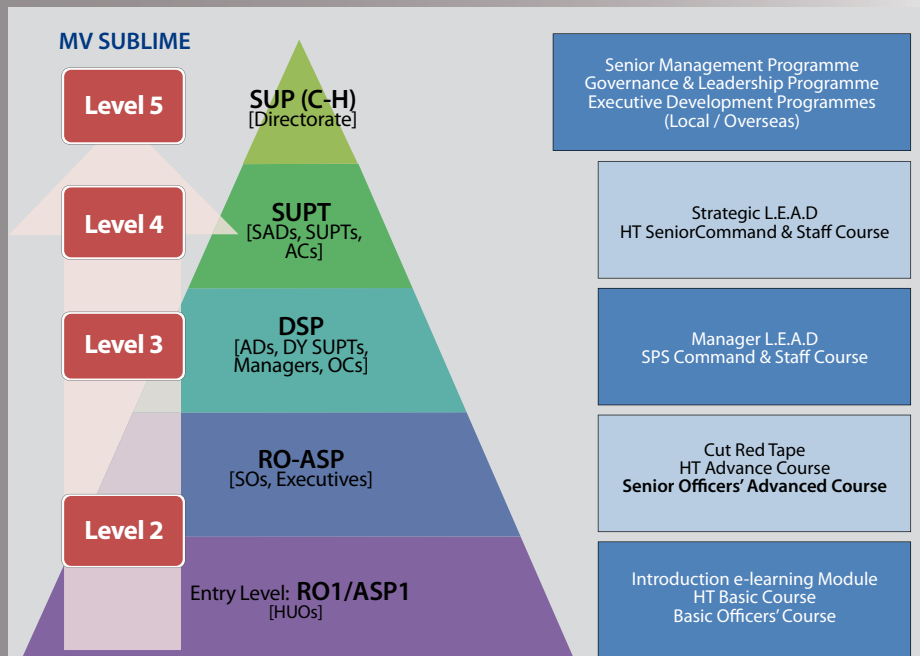 MV SUBLIME
Level 5
SUP (C-H)
[Directorate]
Senior Management Programme
Governance & Leadership Programme
Executive Development Programmes
(Local / Overseas)
Level 4
SUPT
[SADs, SUPTs,
ACs]
Strategic L.E.A.D
HT SeniorCommand & Staff Course
Level 3
DSP
[ADs, DY SUPTs,
Managers, OCs]
Manager L.E.A.D
SPS Command & Staff Course
RO-ASP
[SOs, Executives]
Cut Red Tape
HT Advance Course
Senior Officers’ Advanced Course
Level 2
Entry Level: RO1/ASP1
[HUOs]
Introduction e-learning Module
HT Basic Course
Basic Officers’ Course